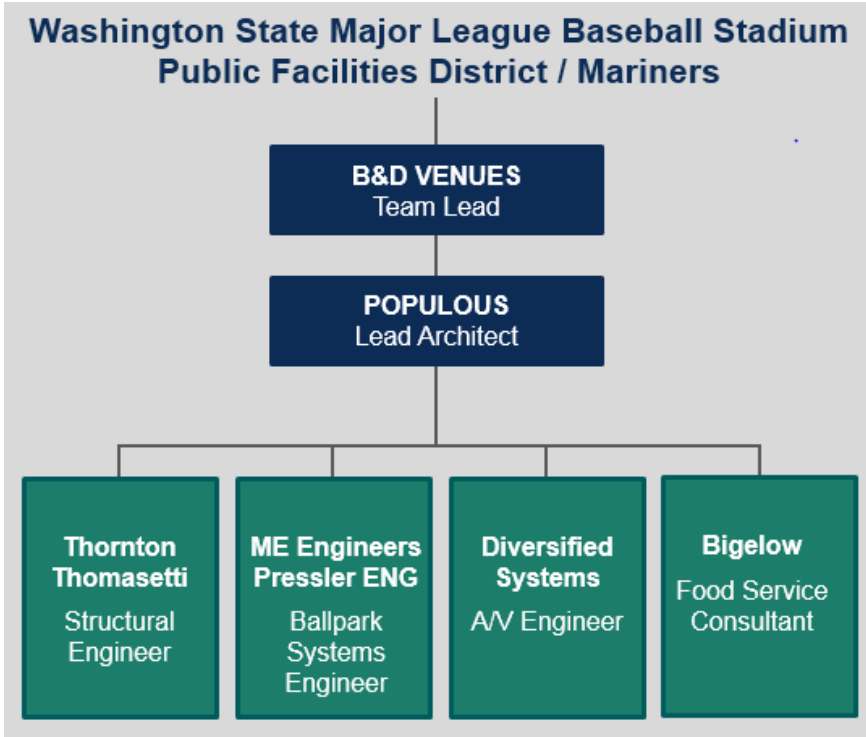 Washington State Major League Baseball Stadium
Public Facilities District / Mariners
B&D VENUES
Team Lead
POPULOUS
Lead Architect
Thornton
Thomasetti
Structural
Engineer
ME Engineers
Pressler ENG
Ballpark
Systems
Engineer
Diversified
Systems
A/V Engineer
Bigelow
Food Service
Consultant